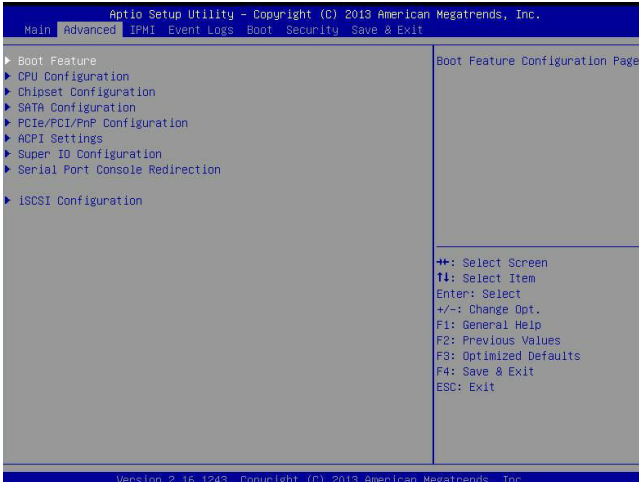 Aptio Setup Utility – Copyright (C) 2013 American Megatrends, Inc.
Main Advanced IPMI Event Logs Boot Security Save & Exit
Boot Feature
CPU Configuration
Chipset Configuration
SATA Configuration
PCIe/PCI/PnP Configuration
ACPI Settings
Super IO Configuration
Serial Port Console Redirection
iSCSI Configuration
Boot Feature Configuration Page
→←: Select Screen
↑↓: Select Item
Enter: Select
+/-: Change Opt.
F1: General Help
F2: Previous Values
F3: Optimized Defaults
F4: Save & Exit
ESC: Exit
Version 2.16.1243. Copyright (C) 2013 American Megatrends, Inc.